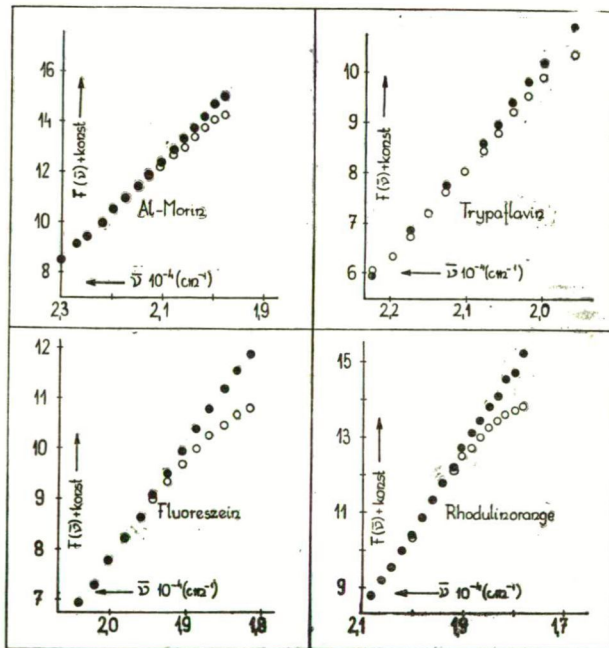 16
14
12
10
8
F(ν̄)+konst
Al-Morin
ν̄ 10⁻⁴ (cm⁻¹)
2,3
2,1
1,9
10
9
8
7
6
F(ν̄)+konst
Trypaflavin
ν̄ 10⁻⁴ (cm⁻¹)
2,2
2,1
2,0
12
11
10
9
8
7
F(ν̄)+konst
Fluoreszein
ν̄ 10⁻⁴ (cm⁻¹)
2,0
1,9
1,8
15
13
11
9
F(ν̄)+konst
Rhodulinorange
ν̄ 10⁻⁴ (cm⁻¹)
2,1
1,9
1,7